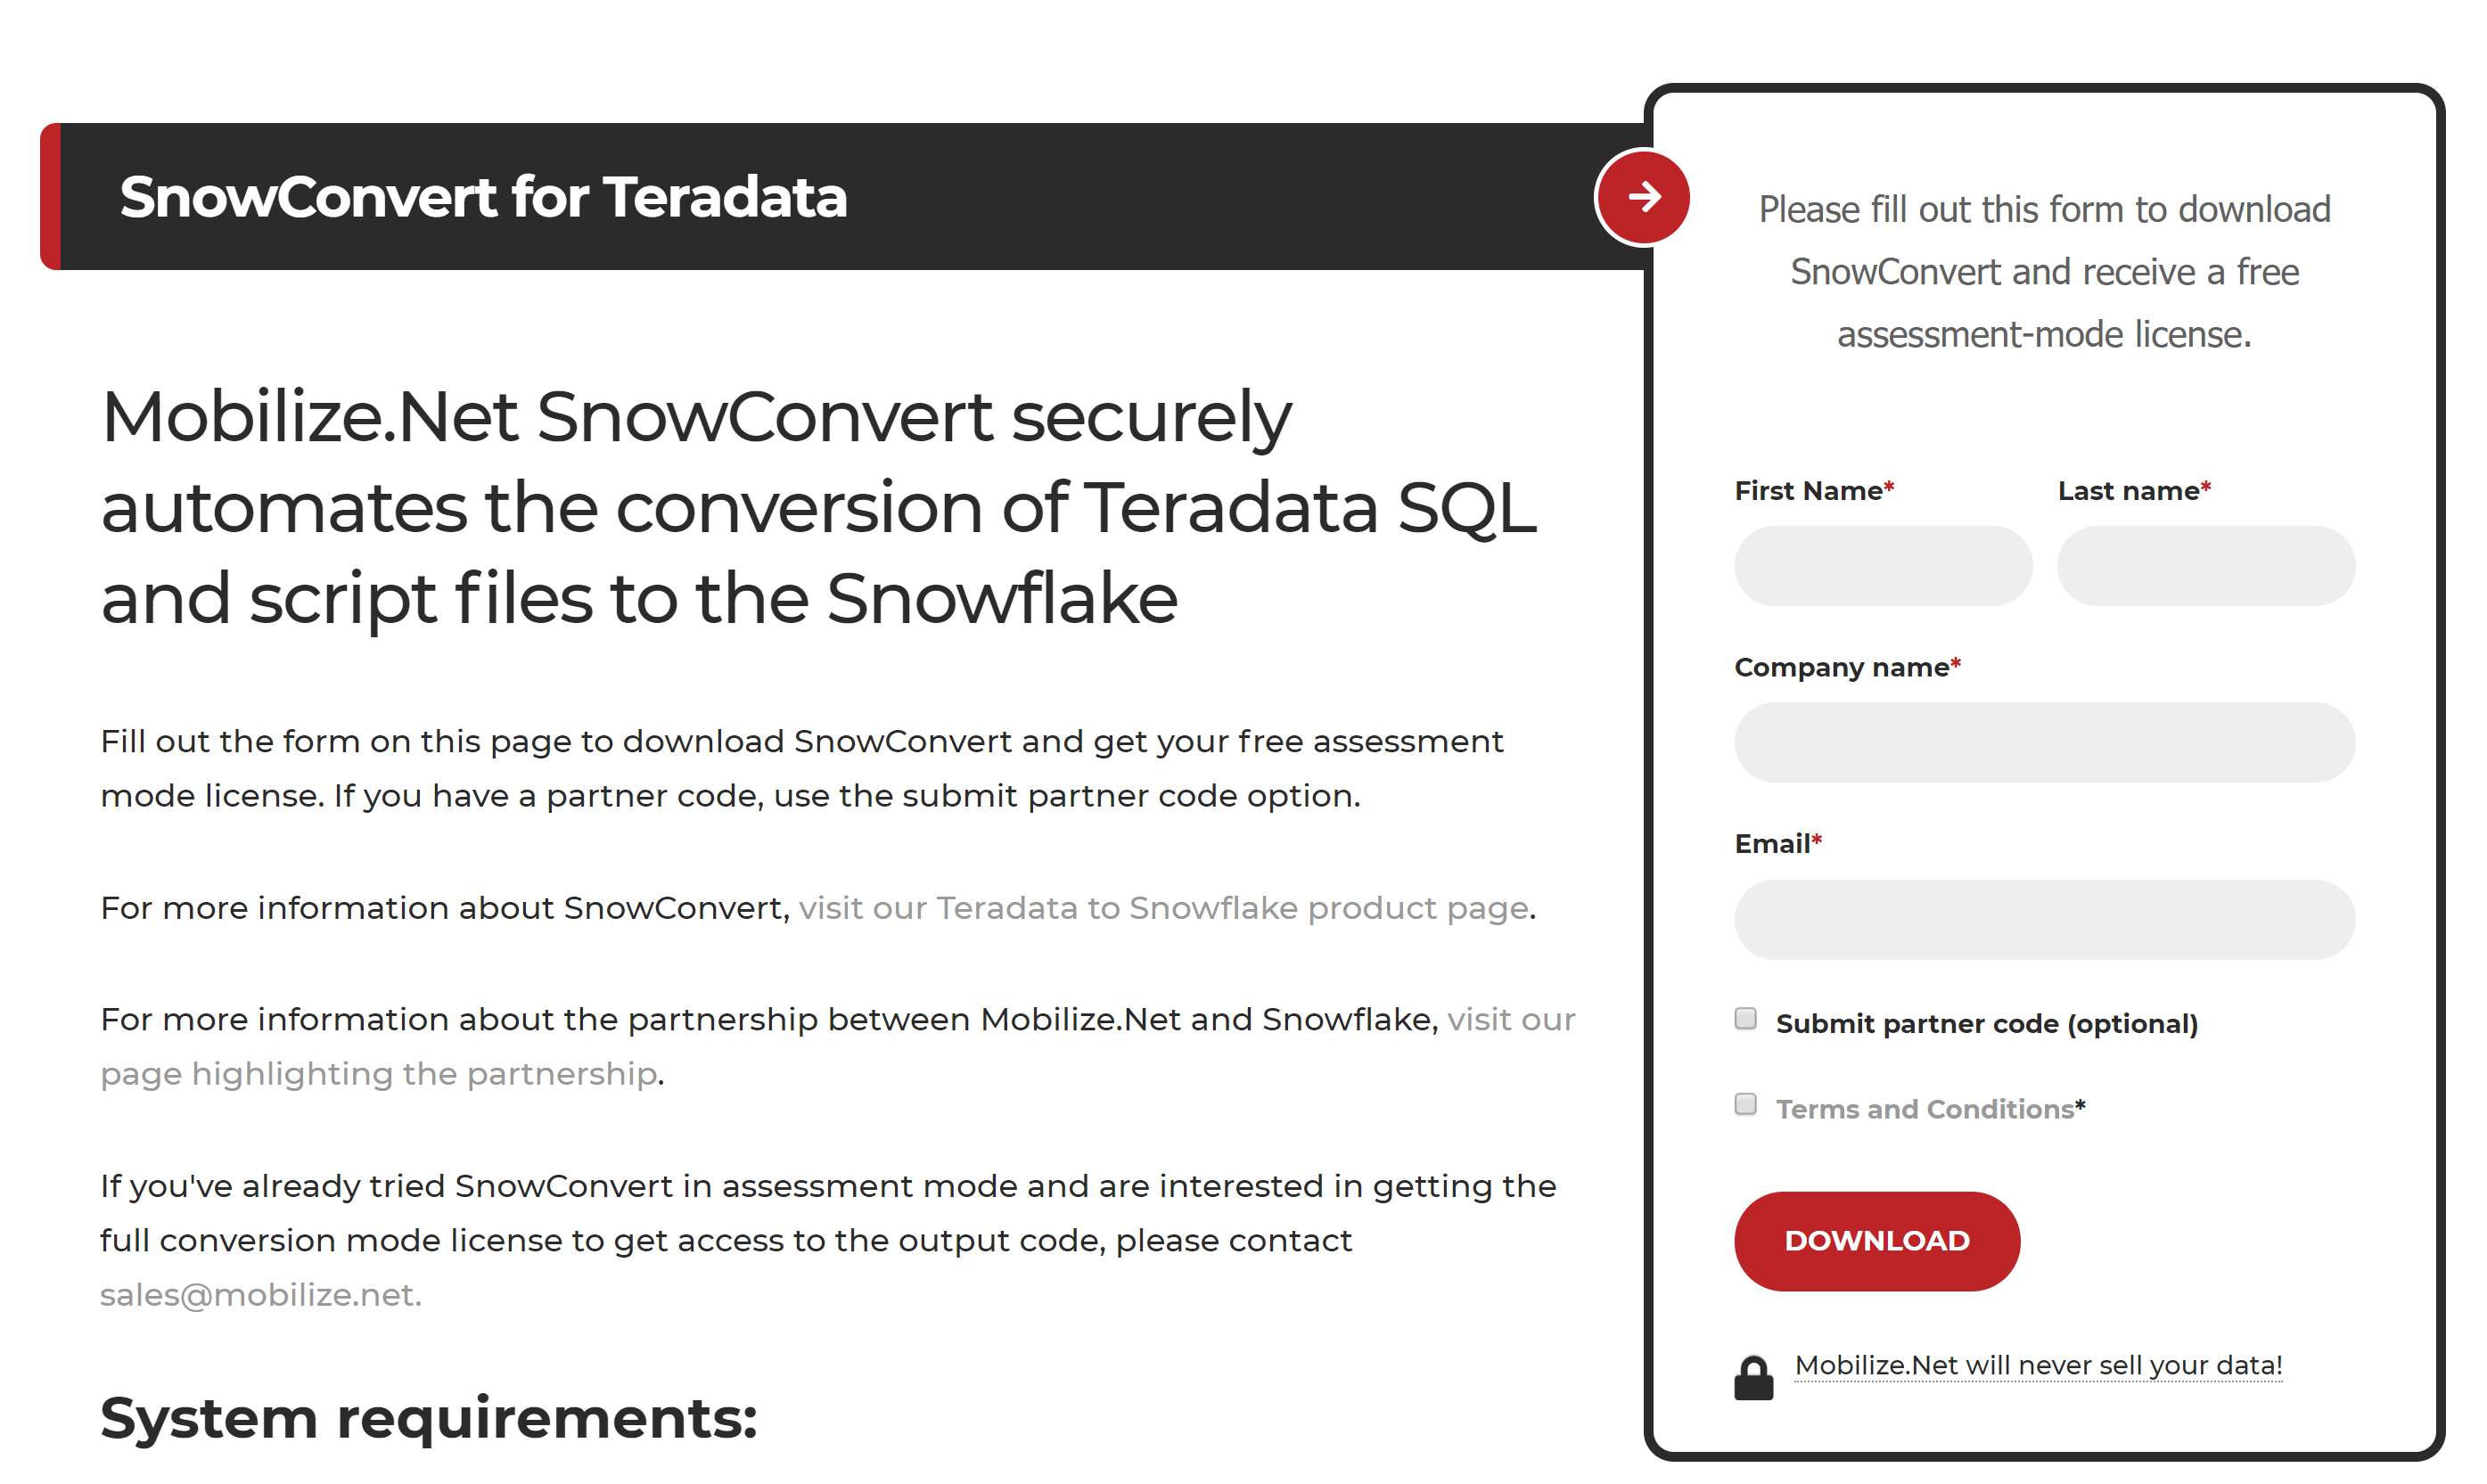 SnowConvert for Teradata
Mobilize.Net SnowConvert securely
automates the conversion of Teradata SQL
and script files to the Snowflake
Fill out the form on this page to download SnowConvert and get your free assessment
mode license. If you have a partner code, use the submit partner code option.
For more information about SnowConvert, visit our Teradata to Snowflake product page.
For more information about the partnership between Mobilize.Net and Snowflake, visit our
page highlighting the partnership.
If you've already tried SnowConvert in assessment mode and are interested in getting the
full conversion mode license to get access to the output code, please contact
sales@mobilize.net.
System requirements:
Please fill out this form to download
SnowConvert and receive a free
assessment-mode license.
First Name*
Last name*
Company name*
Email*
Submit partner code (optional)
Terms and Conditions*
DOWNLOAD
Mobilize.Net will never sell your data!